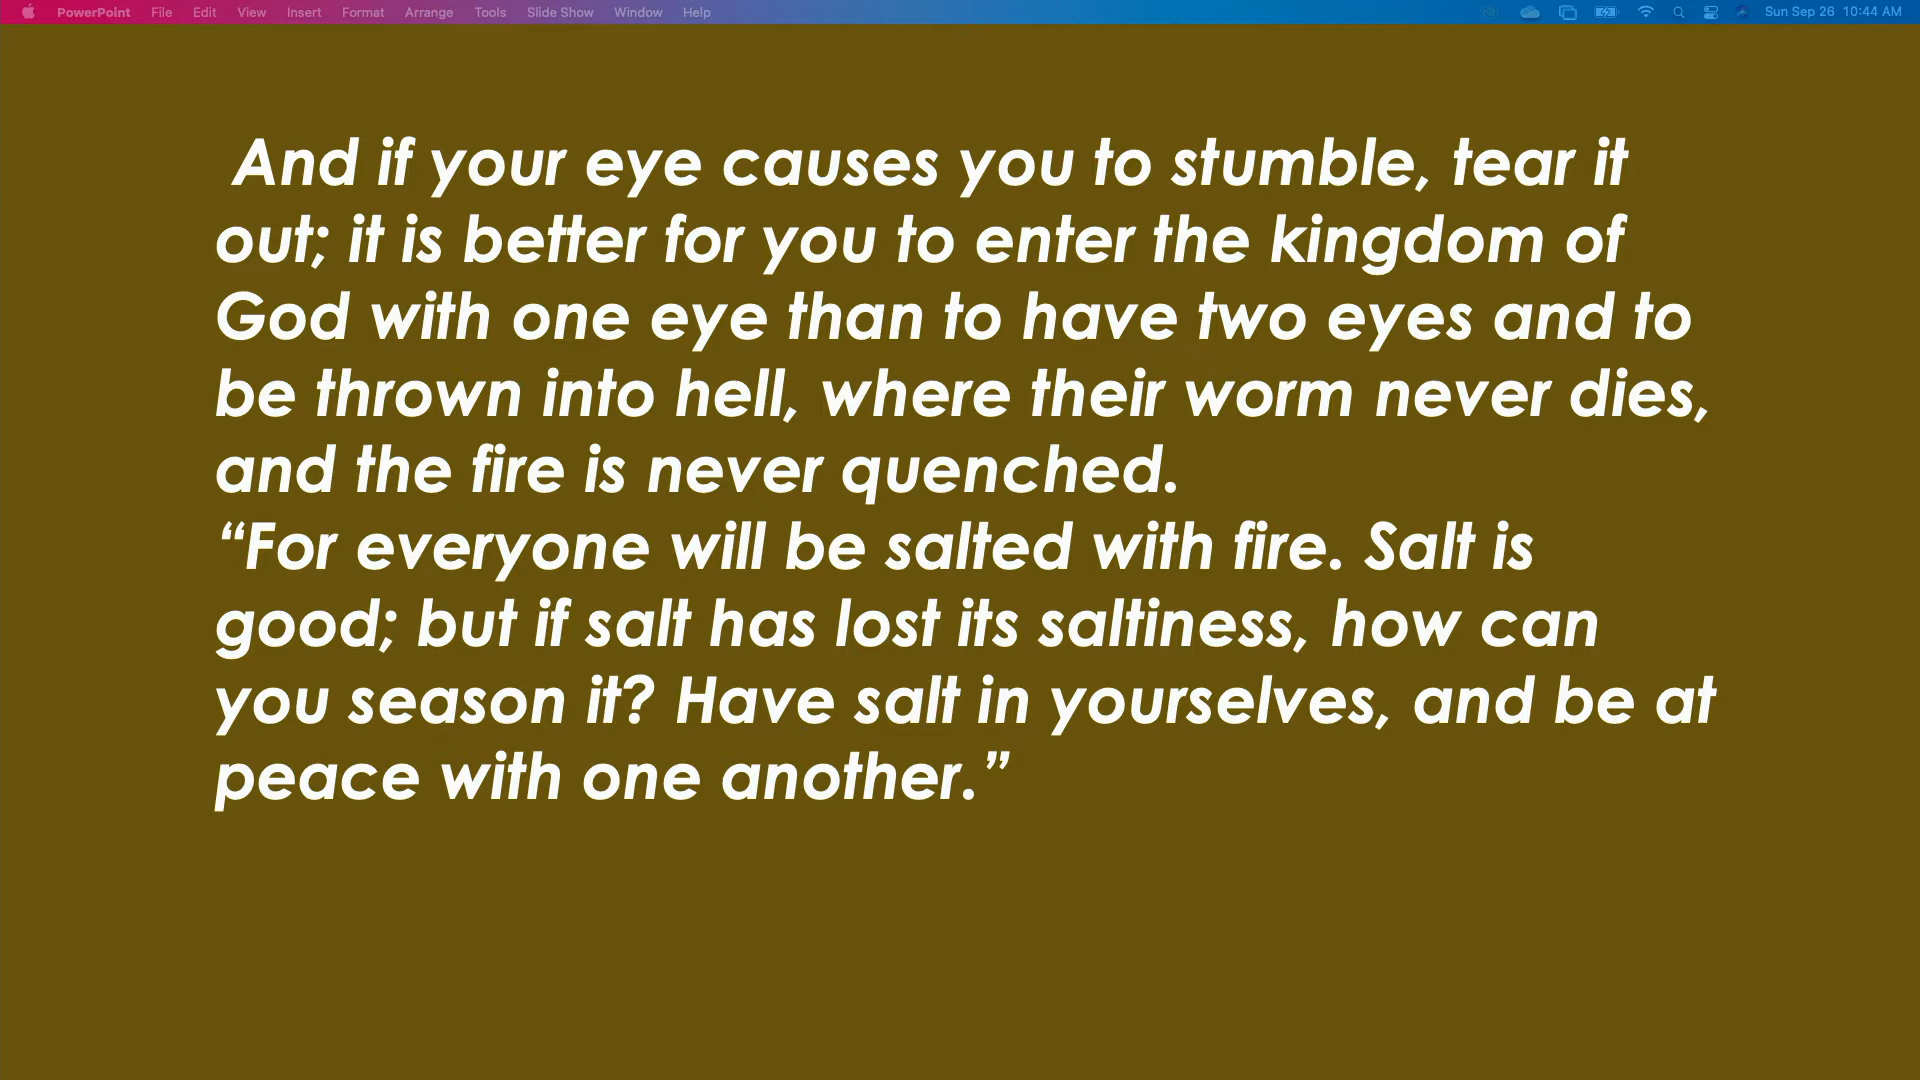 PowerPoint File Edit View Insert Format Arrange Tools Slide Show Window Help Sun Sep 26 10:44 AM
And if your eye causes you to stumble, tear it
out; it is better for you to enter the kingdom of
God with one eye than to have two eyes and to
be thrown into hell, where their worm never dies,
and the fire is never quenched.
“For everyone will be salted with fire. Salt is
good; but if salt has lost its saltiness, how can
you season it? Have salt in yourselves, and be at
peace with one another.”